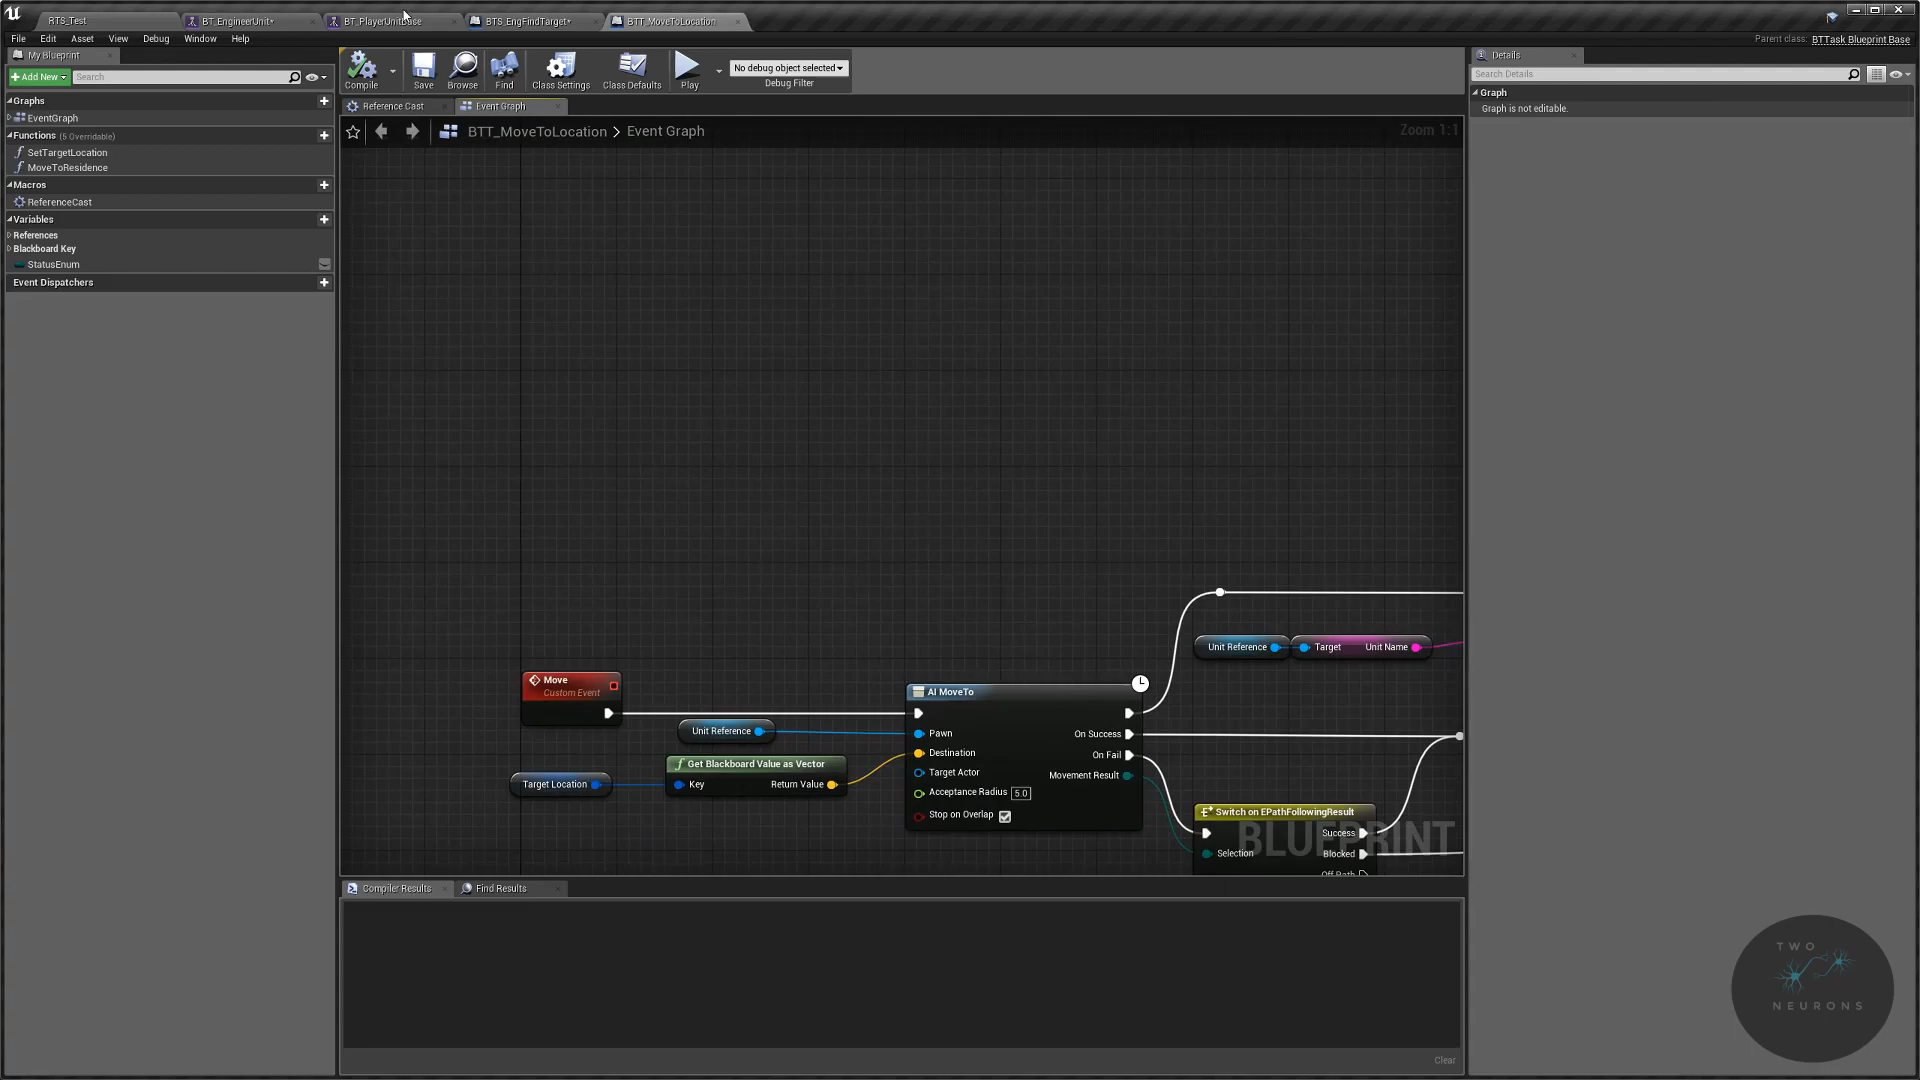 RTS_Test
BT_EngineerUnit*
BT_PlayerUnitBase
BTS_EngFindTarget*
BTT_MoveToLocation
File Edit Asset View Debug Window Help
Parent class: BTTask Blueprint Base
My Blueprint
Add New Search
Graphs
EventGraph
Functions (5 Overridable)
SetTargetLocation
MoveToResidence
Macros
ReferenceCast
Variables
References
Blackboard Key
StatusEnum
Event Dispatchers
Compile Save Browse Find Class Settings Class Defaults Play
No debug object selected
Debug Filter
Reference Cast Event Graph
BTT_MoveToLocation > Event Graph
Zoom 1:1
Unit Reference Target Unit Name
Move
Custom Event
Unit Reference
Get Blackboard Value as Vector
Target Location Key Return Value
AI MoveTo
Pawn On Success
Destination On Fail
Target Actor Movement Result
Acceptance Radius 5.0
Stop on Overlap
Switch on EPathFollowingResult
Success
Selection Blocked
Off Path
BLUEPRINT
Compiler Results Find Results
Clear
Details
Search Details
Graph
Graph is not editable.
TWO
NEURONS